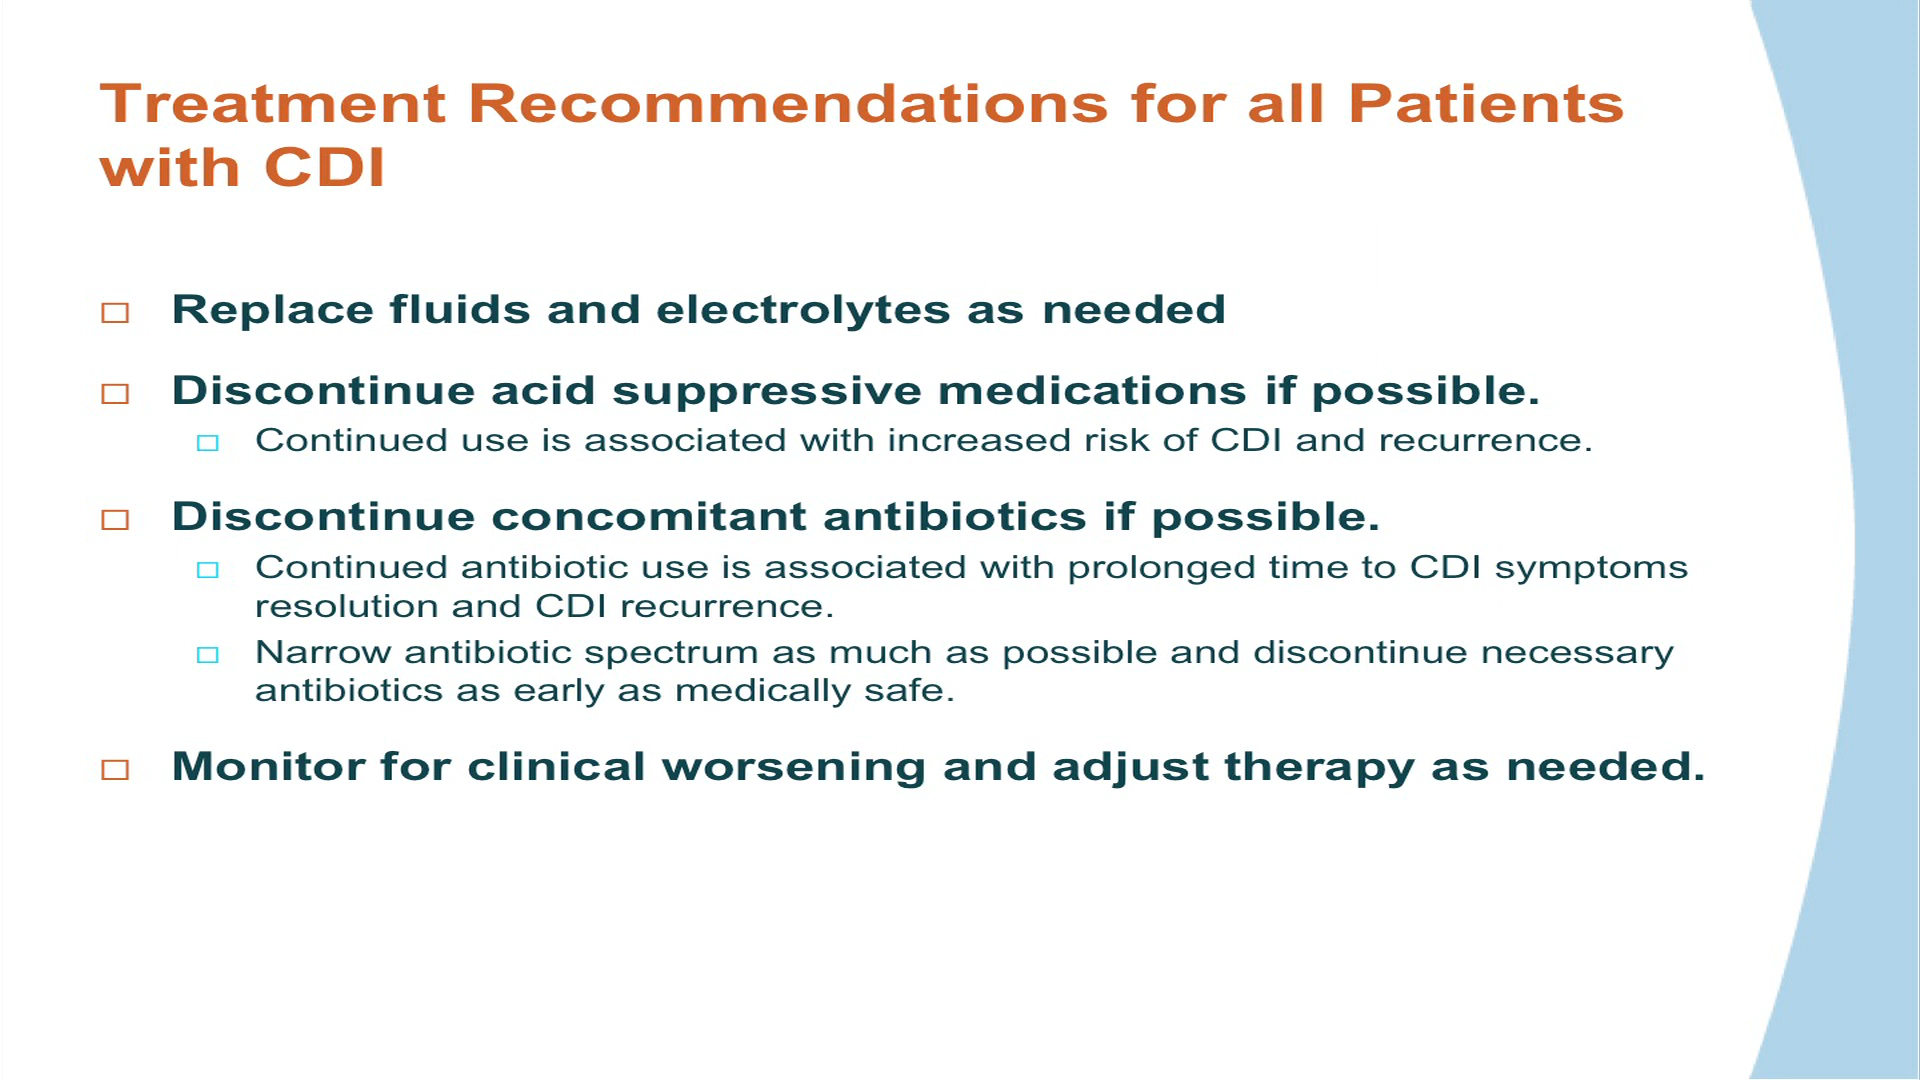 Treatment Recommendations for all Patients
with CDI
Replace fluids and electrolytes as needed
Discontinue acid suppressive medications if possible.
Continued use is associated with increased risk of CDI and recurrence.
Discontinue concomitant antibiotics if possible.
Continued antibiotic use is associated with prolonged time to CDI symptoms
resolution and CDI recurrence.
Narrow antibiotic spectrum as much as possible and discontinue necessary
antibiotics as early as medically safe.
Monitor for clinical worsening and adjust therapy as needed.